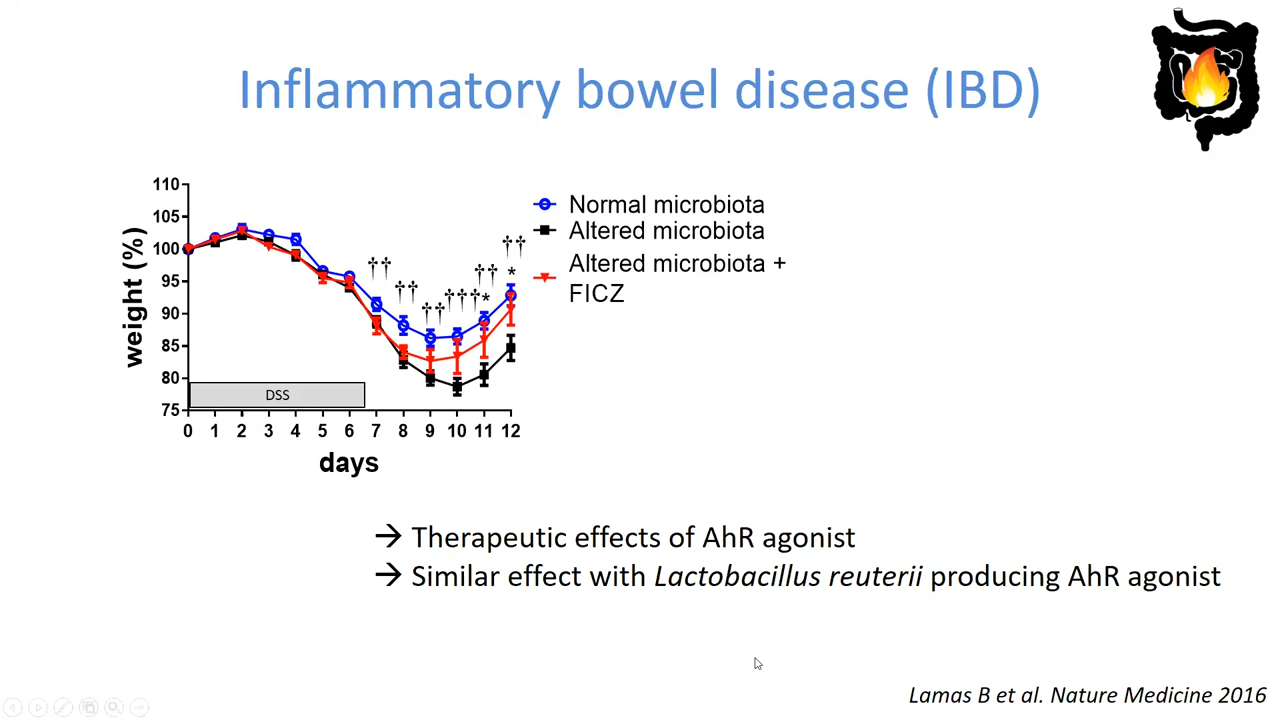 Inflammatory bowel disease (IBD)
110
105
100
95
90
85
80
75
weight (%)
DSS
0 1 2 3 4 5 6 7 8 9 10 11 12
days
†† †† †† ††† †† * †† *
Normal microbiota
Altered microbiota
Altered microbiota +
FICZ
→ Therapeutic effects of AhR agonist
→ Similar effect with Lactobacillus reuterii producing AhR agonist
Lamas B et al. Nature Medicine 2016